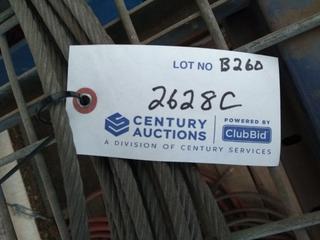 LOT NO B260
2628C
CENTURY AUCTIONS
POWERED BY
ClubBid
A DIVISION OF CENTURY SERVICES